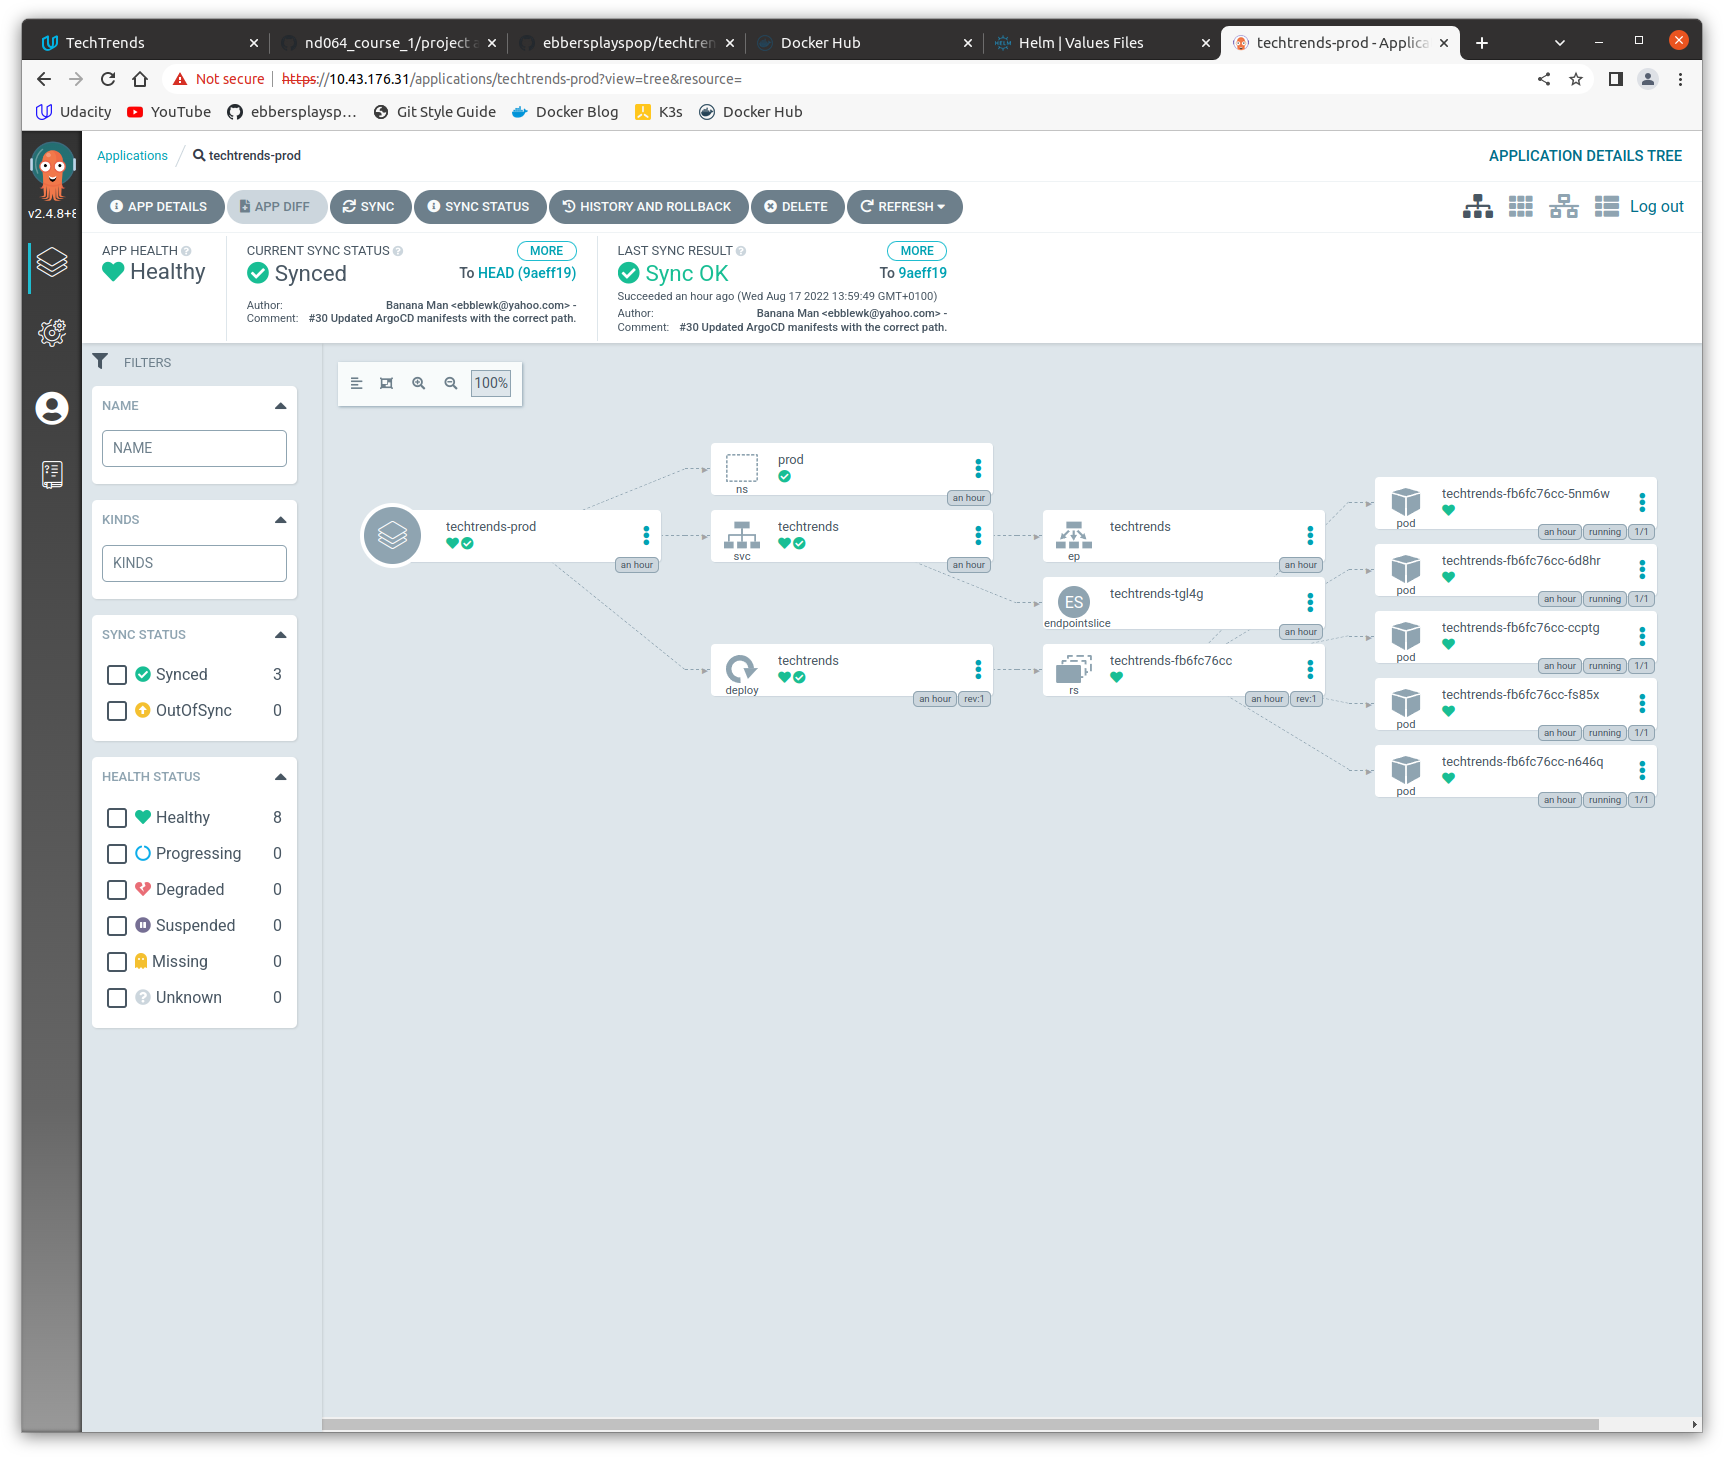 TechTrends
nd064_course_1/project a
ebbersplayspop/techtren
Docker Hub
Helm | Values Files
techtrends-prod - Applica
Not secure
https://10.43.176.31/applications/techtrends-prod?view=tree&resource=
Udacity
YouTube
ebbersplaysp...
Git Style Guide
Docker Blog
K3s
Docker Hub
v2.4.8+8
Applications
techtrends-prod
APPLICATION DETAILS TREE
APP DETAILS
APP DIFF
SYNC
SYNC STATUS
HISTORY AND ROLLBACK
DELETE
REFRESH
Log out
APP HEALTH
Healthy
CURRENT SYNC STATUS
MORE
Synced
To HEAD (9aeff19)
Author: Banana Man <ebblewk@yahoo.com> -
Comment: #30 Updated ArgoCD manifests with the correct path.
LAST SYNC RESULT
MORE
Sync OK
To 9aeff19
Succeeded an hour ago (Wed Aug 17 2022 13:59:49 GMT+0100)
Author: Banana Man <ebblewk@yahoo.com> -
Comment: #30 Updated ArgoCD manifests with the correct path.
FILTERS
NAME
NAME
KINDS
KINDS
SYNC STATUS
Synced 3
OutOfSync 0
HEALTH STATUS
Healthy 8
Progressing 0
Degraded 0
Suspended 0
Missing 0
Unknown 0
100%
techtrends-prod
an hour
prod
ns
an hour
techtrends
svc
an hour
techtrends
deploy
an hour rev:1
techtrends
ep
an hour
ES
techtrends-tgl4g
endpointslice
an hour
techtrends-fb6fc76cc
rs
an hour rev:1
techtrends-fb6fc76cc-5nm6w
pod
an hour running 1/1
techtrends-fb6fc76cc-6d8hr
pod
an hour running 1/1
techtrends-fb6fc76cc-ccptg
pod
an hour running 1/1
techtrends-fb6fc76cc-fs85x
pod
an hour running 1/1
techtrends-fb6fc76cc-n646q
pod
an hour running 1/1